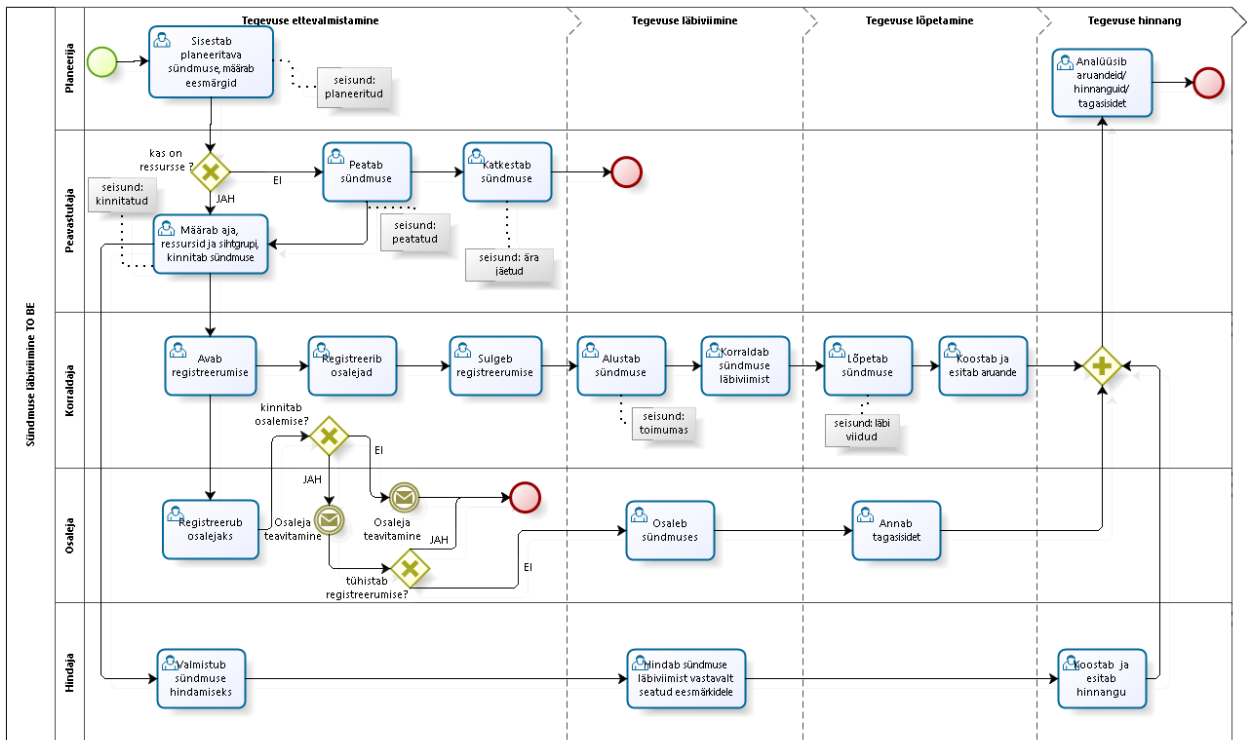 Tegevuse ettevalmistamine
Tegevuse läbiviimine
Tegevuse lõpetamine
Tegevuse hinnang
Sündmuse läbiviimine TO BE
Planeerija
Sisestab
planeeritava
sündmuse, määrab
eesmärgid
seisund:
planeeritud
Analüüsib
aruandeid/
hinnanguid/
tagasisidet
Peavastutaja
kas on
ressursse ?
EI
JAH
Peatab
sündmuse
Katkestab
sündmuse
seisund:
kinnitatud
Määrab aja,
ressursid ja sihtgrupi,
kinnitab sündmuse
seisund:
peatatud
seisund: ära
jäetud
Korraldaja
Avab
registreerumise
Registreerib
osalejad
Sulgeb
registreerumise
Alustab
sündmuse
Korraldab
sündmuse
läbiviimist
Lõpetab
sündmuse
Koostab ja
esitab aruande
seisund:
toimumas
seisund: läbi
viidud
kinnitab
osalemise?
EI
JAH
Osaleja
Registreerub
osalejaks
Osaleja
teavitamine
Osaleja
teavitamine
JAH
EI
tühistab
registreerumise?
Osaleb
sündmuses
Annab
tagasisidet
Hindaja
Valmistub
sündmuse
hindamiseks
Hindab sündmuse
läbiviimist vastavalt
seatud eesmärkidele
Koostab ja
esitab
hinnangu